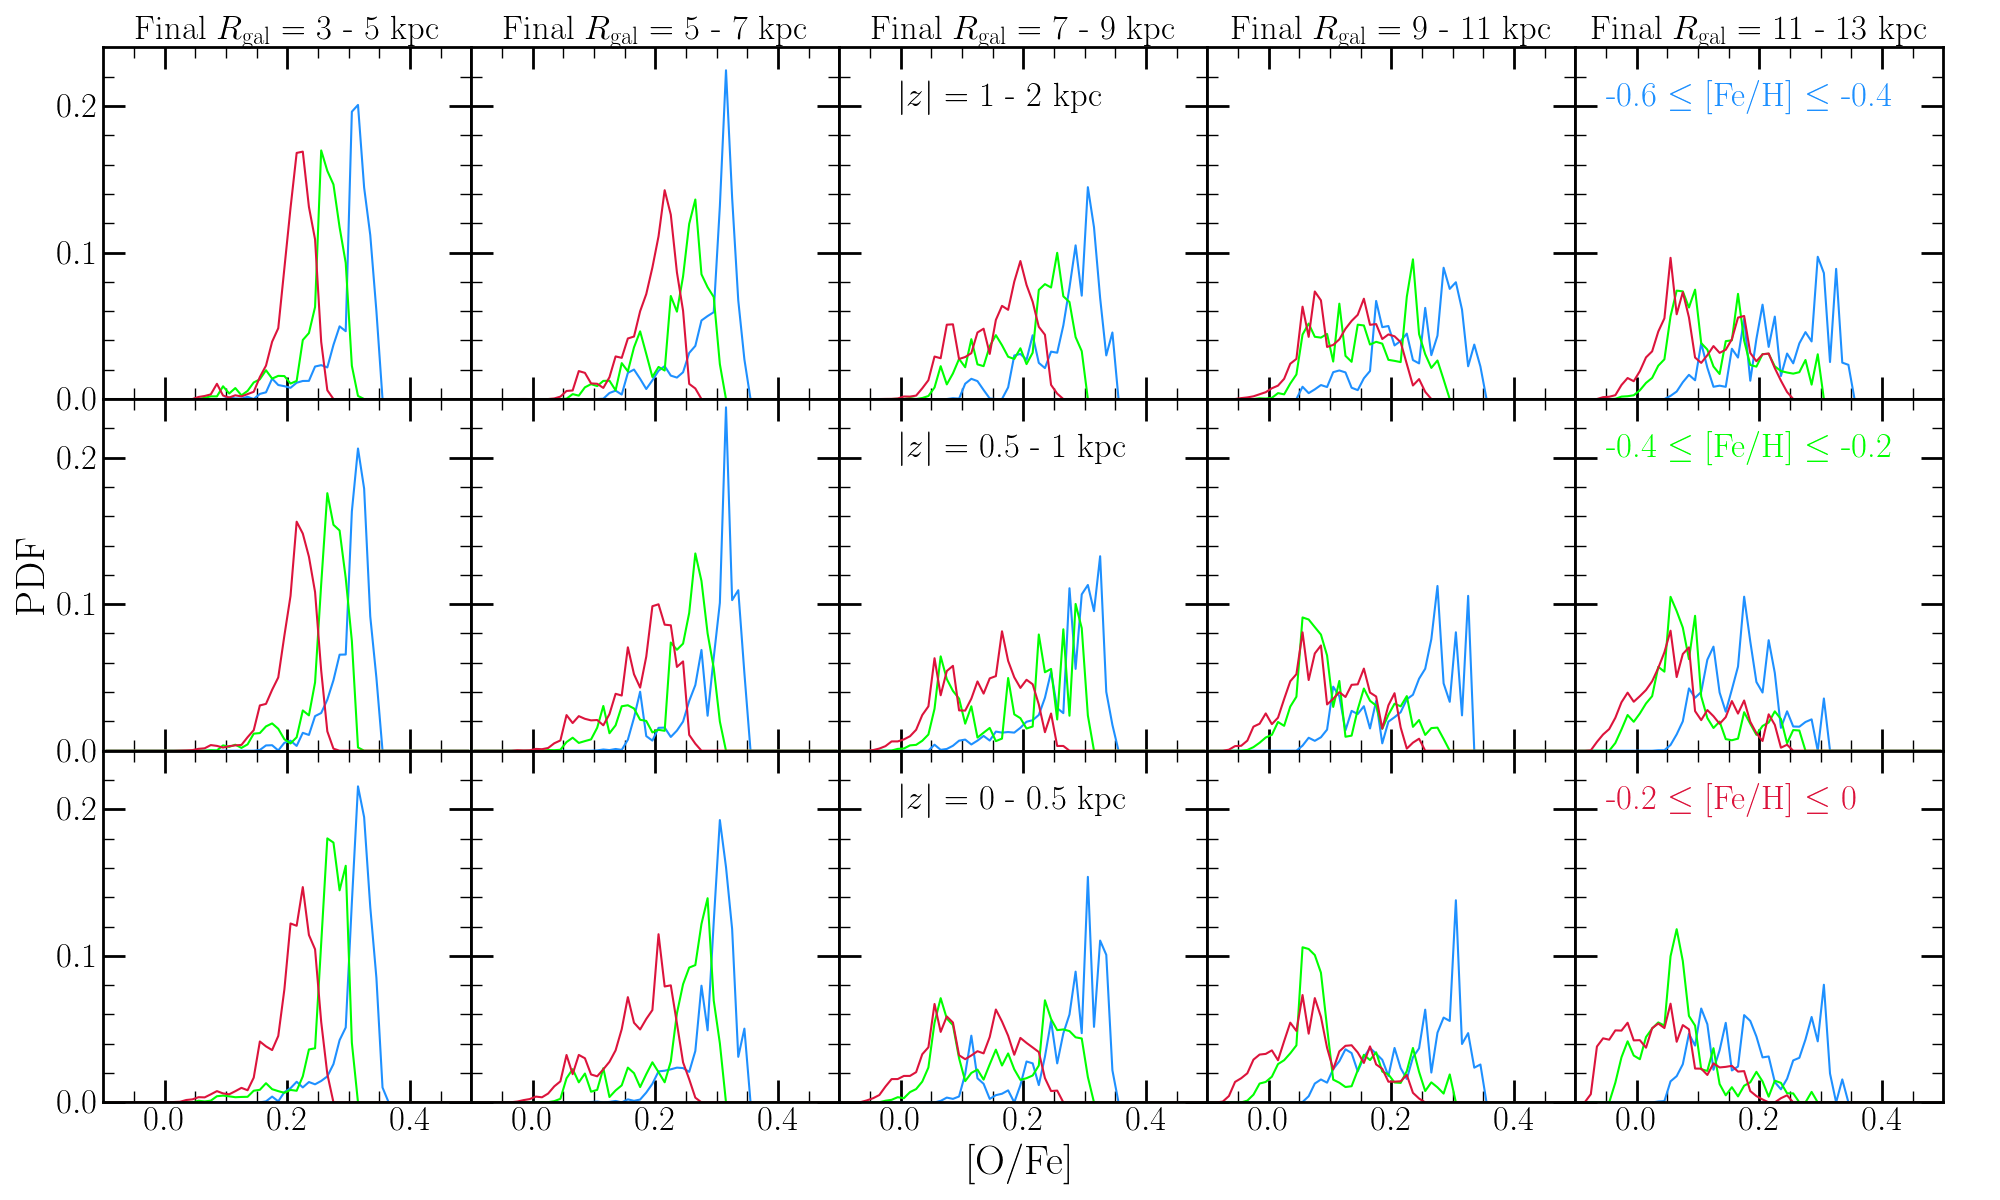 Final R_gal = 3 - 5 kpc
Final R_gal = 5 - 7 kpc
Final R_gal = 7 - 9 kpc
Final R_gal = 9 - 11 kpc
Final R_gal = 11 - 13 kpc
|z| = 1 - 2 kpc
-0.6 ≤ [Fe/H] ≤ -0.4
0.2
0.1
0.0
|z| = 0.5 - 1 kpc
-0.4 ≤ [Fe/H] ≤ -0.2
0.2
0.1
0.0
PDF
|z| = 0 - 0.5 kpc
-0.2 ≤ [Fe/H] ≤ 0
0.2
0.1
0.0
0.0 0.2 0.4 0.0 0.2 0.4 0.0 0.2 0.4 0.0 0.2 0.4 0.0 0.2 0.4
[O/Fe]